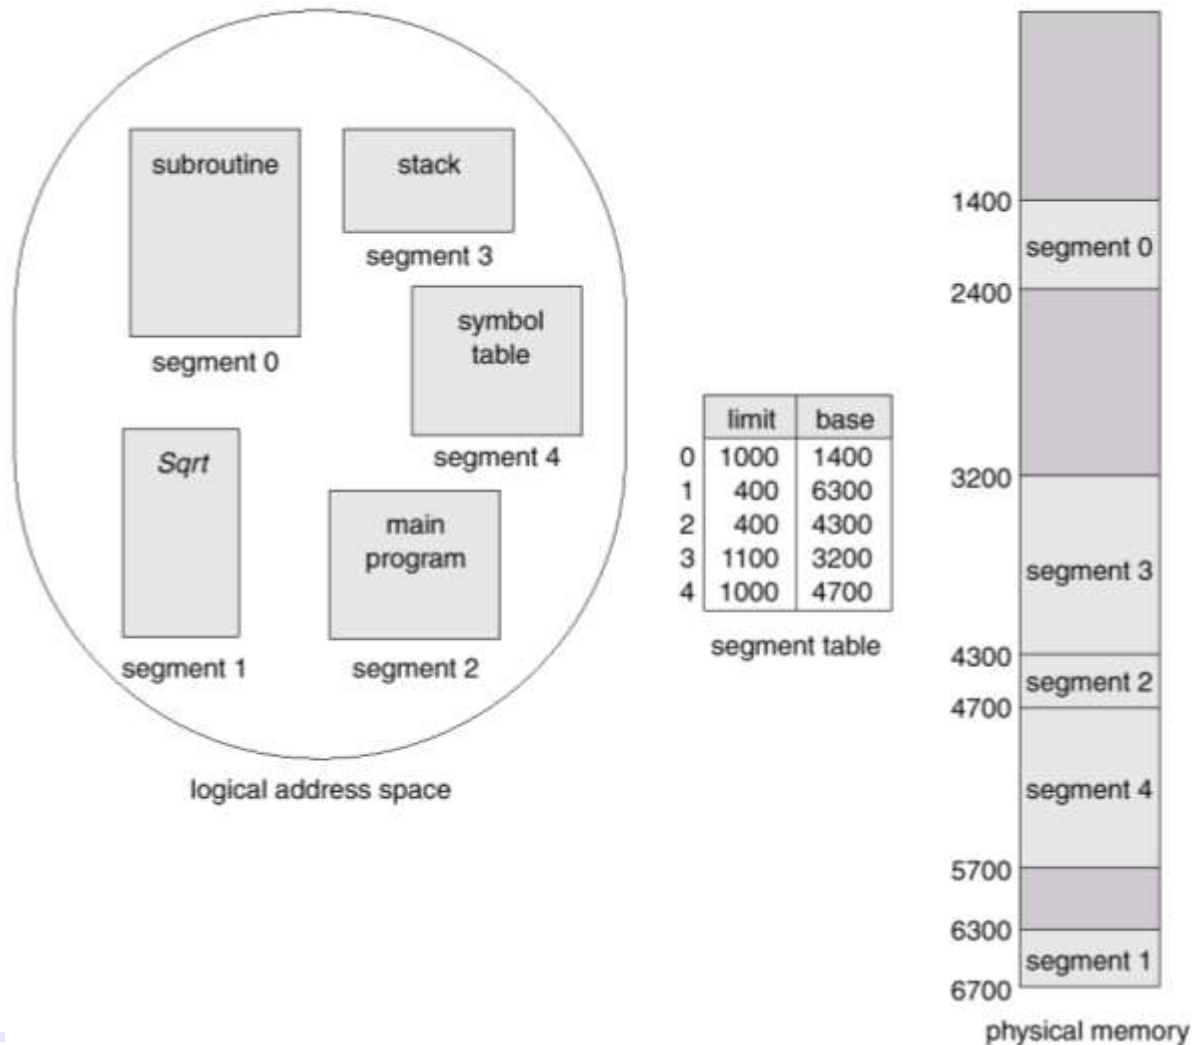 subroutine
segment 0
stack
segment 3
symbol
table
segment 4
Sqrt
segment 1
main
program
segment 2
logical address space
limit base
0 1000 1400
1 400 6300
2 400 4300
3 1100 3200
4 1000 4700
segment table
1400
segment 0
2400
3200
segment 3
4300
segment 2
4700
segment 4
5700
6300
segment 1
6700
physical memory